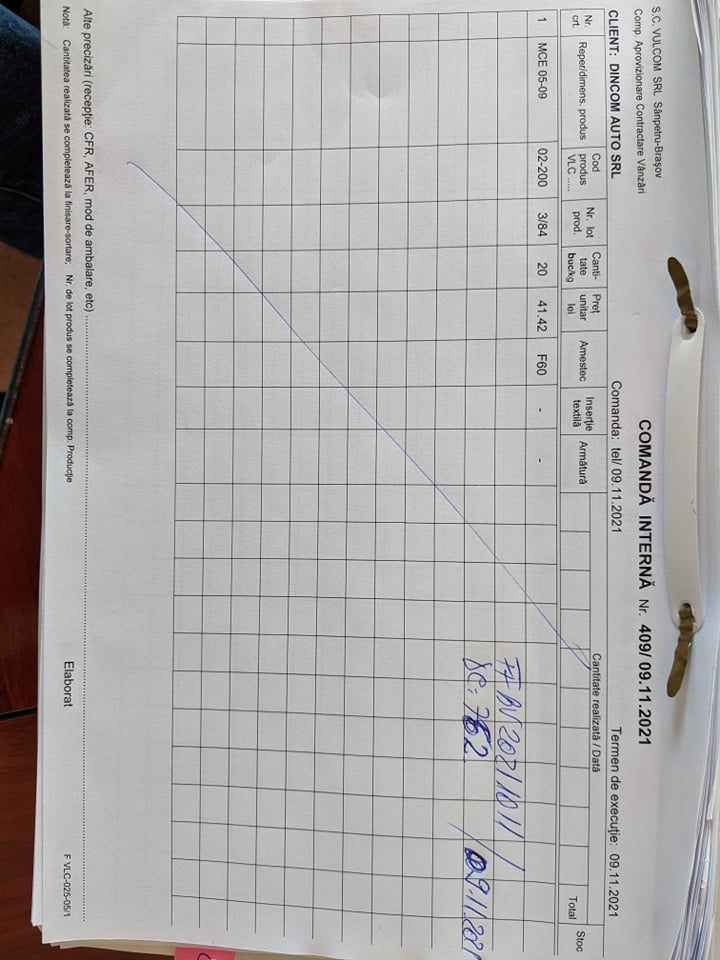 S.C. VULCOM SRL Sânpetru-Braşov
Comp. Aprovizionare Contractare Vânzări
COMANDĂ INTERNĂ Nr. 409/ 09.11.2021
CLIENT: DINCOM AUTO SRL Comanda: tel/ 09.11.2021 Termen de execuţie: 09.11.2021
Nr. crt. Reper/dimens. produs Cod produs VLC ..... Nr. lot prod. Canti-tate buc/kg Preţ unitar lei Amestec Inserţie textilă Armătură Cantitate realizată / Dată Total Stoc
1 MCE 05-09 02-200 3/84 20 41.42 F60 - -
FF BV 2021/1011 /
DC: 762 / 09.11.2021
Alte precizări (recepţie: CFR, AFER, mod de ambalare, etc)
Notă: Cantitatea realizată se completează la finisare-sortare; Nr. de lot produs se completează la comp. Producţie Elaborat F VLC-025-05/1